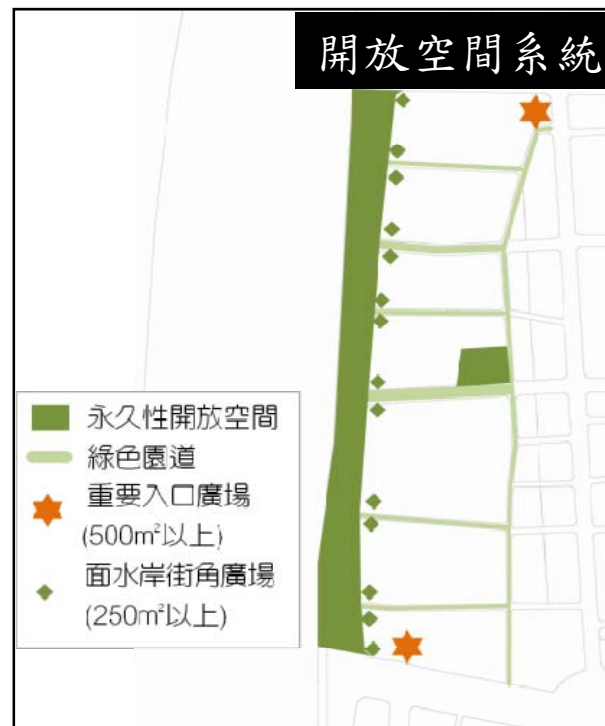 開放空間系統
永久性開放空間
綠色園道
重要入口廣場
(500m²以上)
面水岸街角廣場
(250m²以上)